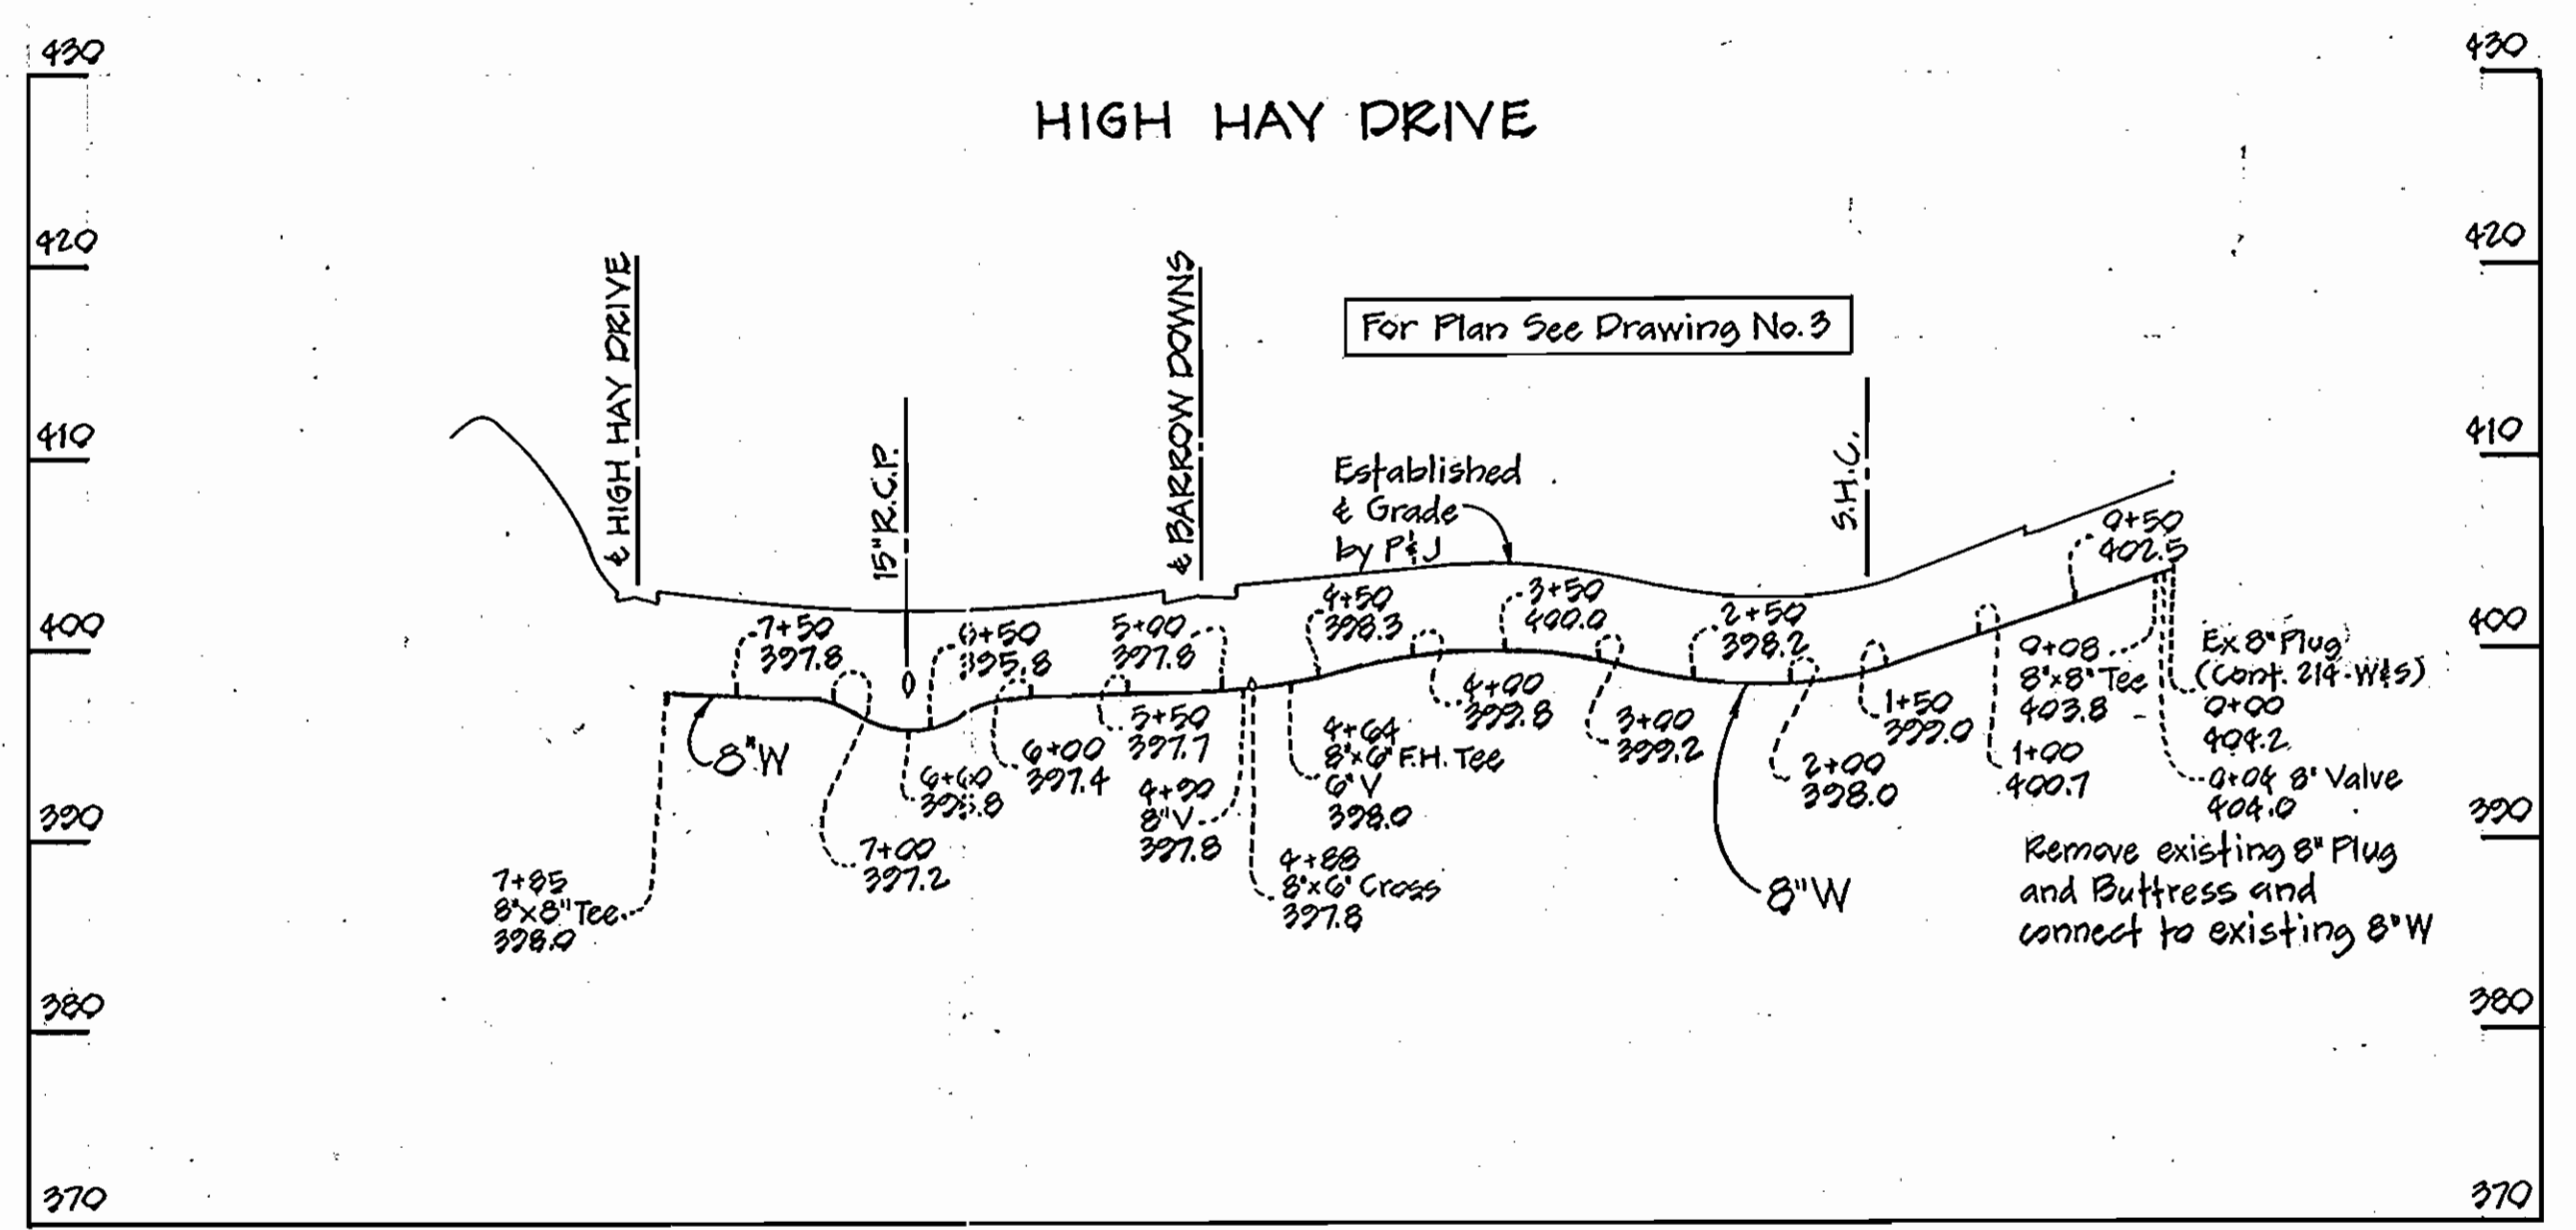 HIGH HAY DRIVE
430
420
410
400
390
380
370
430
420
410
400
390
380
370
℄ HIGH HAY DRIVE
15" R.C.P.
℄ BARROW DOWNS
For Plan See Drawing No. 3
Established
℄ Grade
by P&J
S.H.C.
7+50
397.8
6+50
395.8
5+00
397.8
4+50
398.3
3+50
400.0
2+50
398.2
0+50
402.5
8"W
7+85
8"x8" Tee
398.0
7+00
397.2
6+60
395.8
6+00
397.4
5+50
397.7
4+90
8"V
397.8
4+88
8"x6" Cross
397.8
4+64
8"x6" F.H. Tee
6"V
398.0
4+00
399.8
3+00
399.2
8"W
2+00
398.0
1+50
399.0
1+00
400.7
0+08
8"x8" Tee
403.8
Ex 8" Plug
(Cont. 214-W&S)
0+00
404.2
0+04 8" Valve
404.0
Remove existing 8" Plug
and Buttress and
connect to existing 8" W